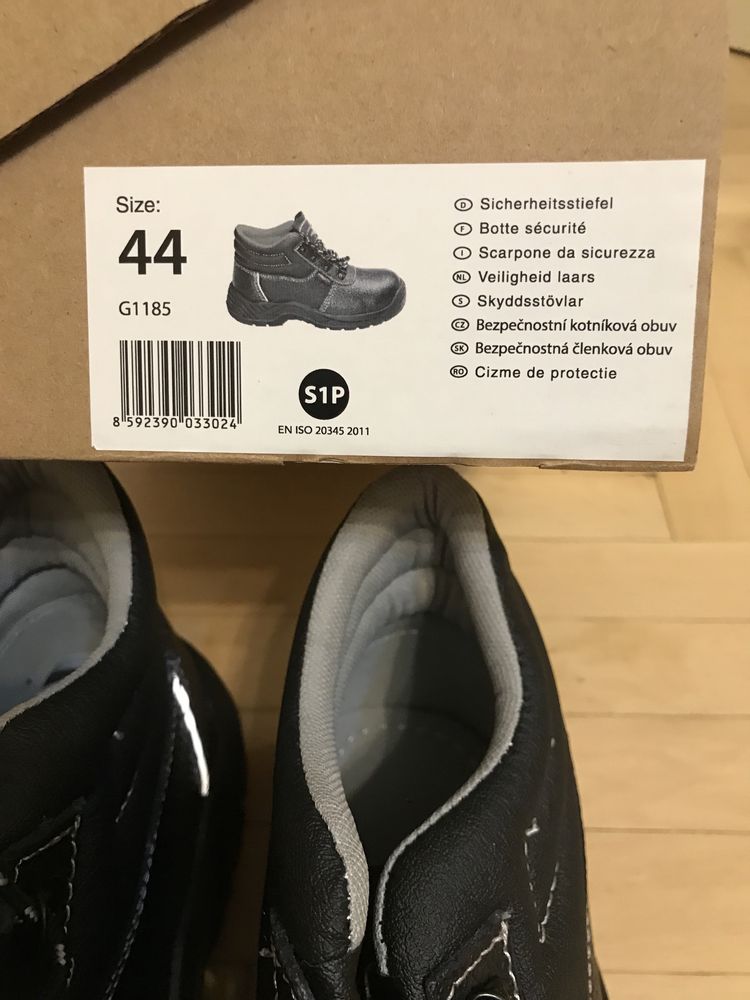 Size:
44
G1185
8 592390 033024
S1P
EN ISO 20345 2011
D Sicherheitsstiefel
F Botte sécurité
I Scarpone da sicurezza
NL Veiligheid laars
S Skyddsstövlar
CZ Bezpečnostní kotníková obuv
SK Bezpečnostná členková obuv
RO Cizme de protectie